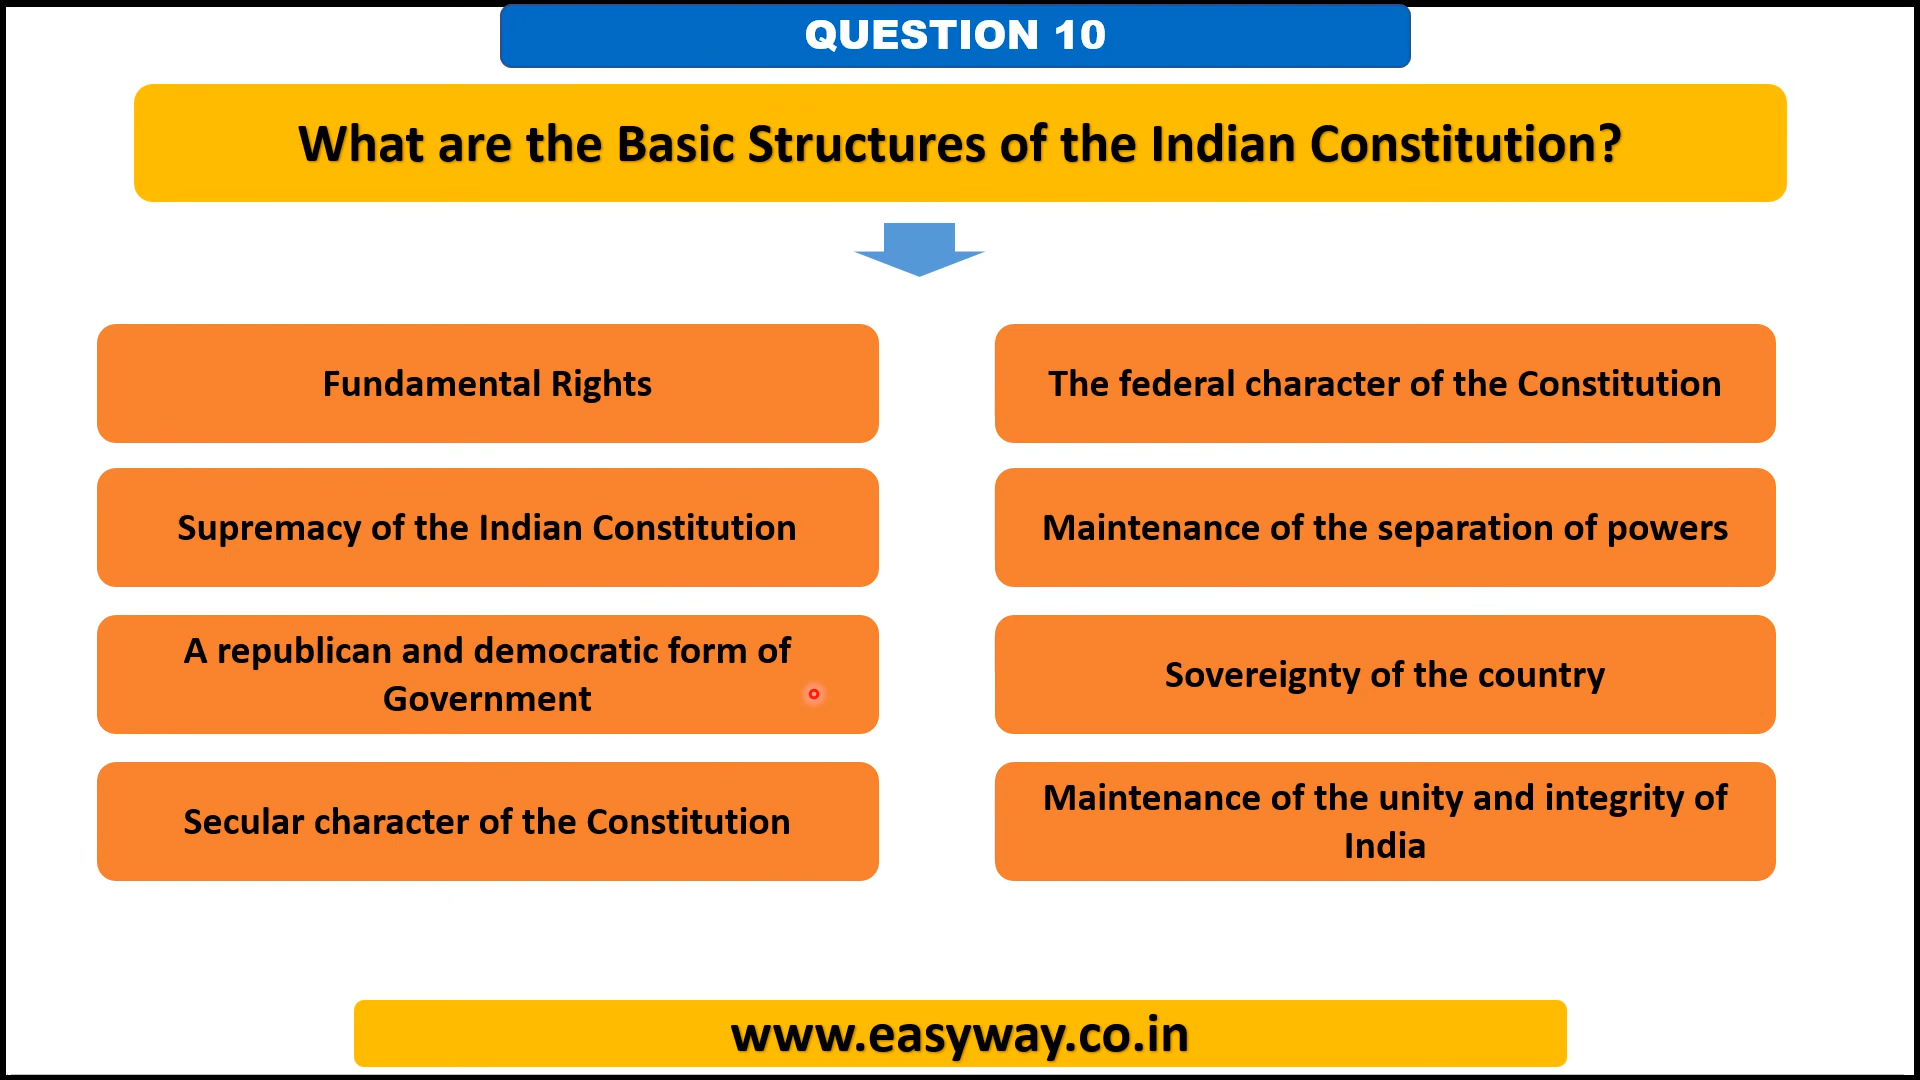 QUESTION 10
What are the Basic Structures of the Indian Constitution?
Fundamental Rights
The federal character of the Constitution
Supremacy of the Indian Constitution
Maintenance of the separation of powers
A republican and democratic form of
Government
Sovereignty of the country
Secular character of the Constitution
Maintenance of the unity and integrity of
India
www.easyway.co.in